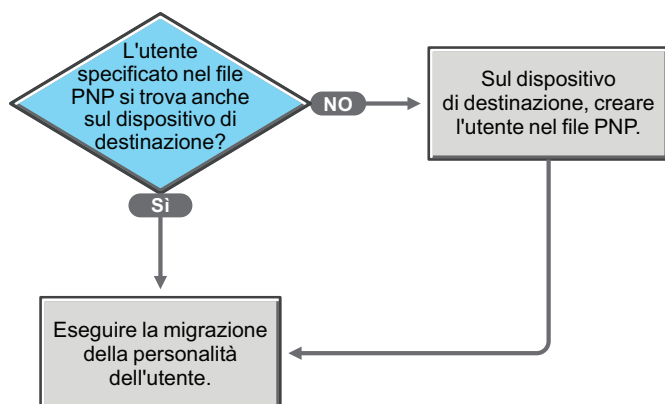 L'utente
specificato nel file
PNP si trova anche
sul dispositivo di
destinazione?
NO
Sul dispositivo
di destinazione, creare
l'utente nel file PNP.
Sì
Eseguire la migrazione
della personalità
dell'utente.